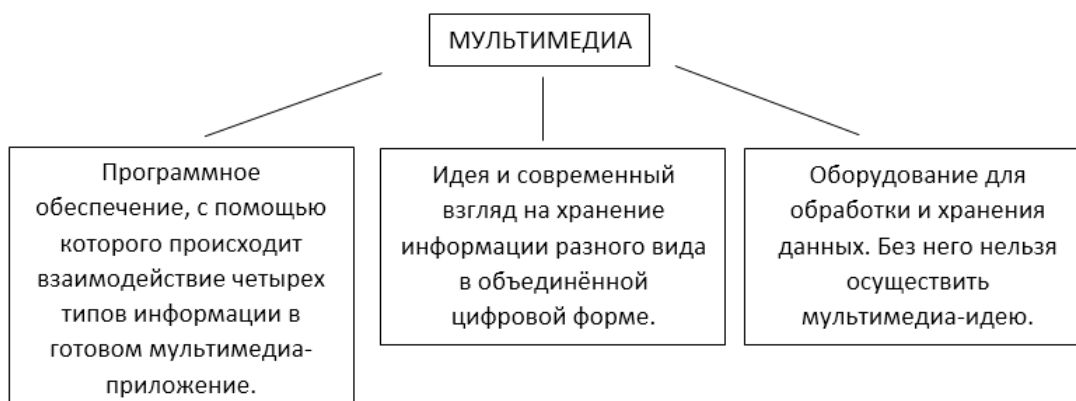 МУЛЬТИМЕДИА
Программное
обеспечение, с помощью
которого происходит
взаимодействие четырех
типов информации в
готовом мультимедиа-
приложение.
Идея и современный
взгляд на хранение
информации разного вида
в объединённой
цифровой форме.
Оборудование для
обработки и хранения
данных. Без него нельзя
осуществить
мультимедиа-идею.